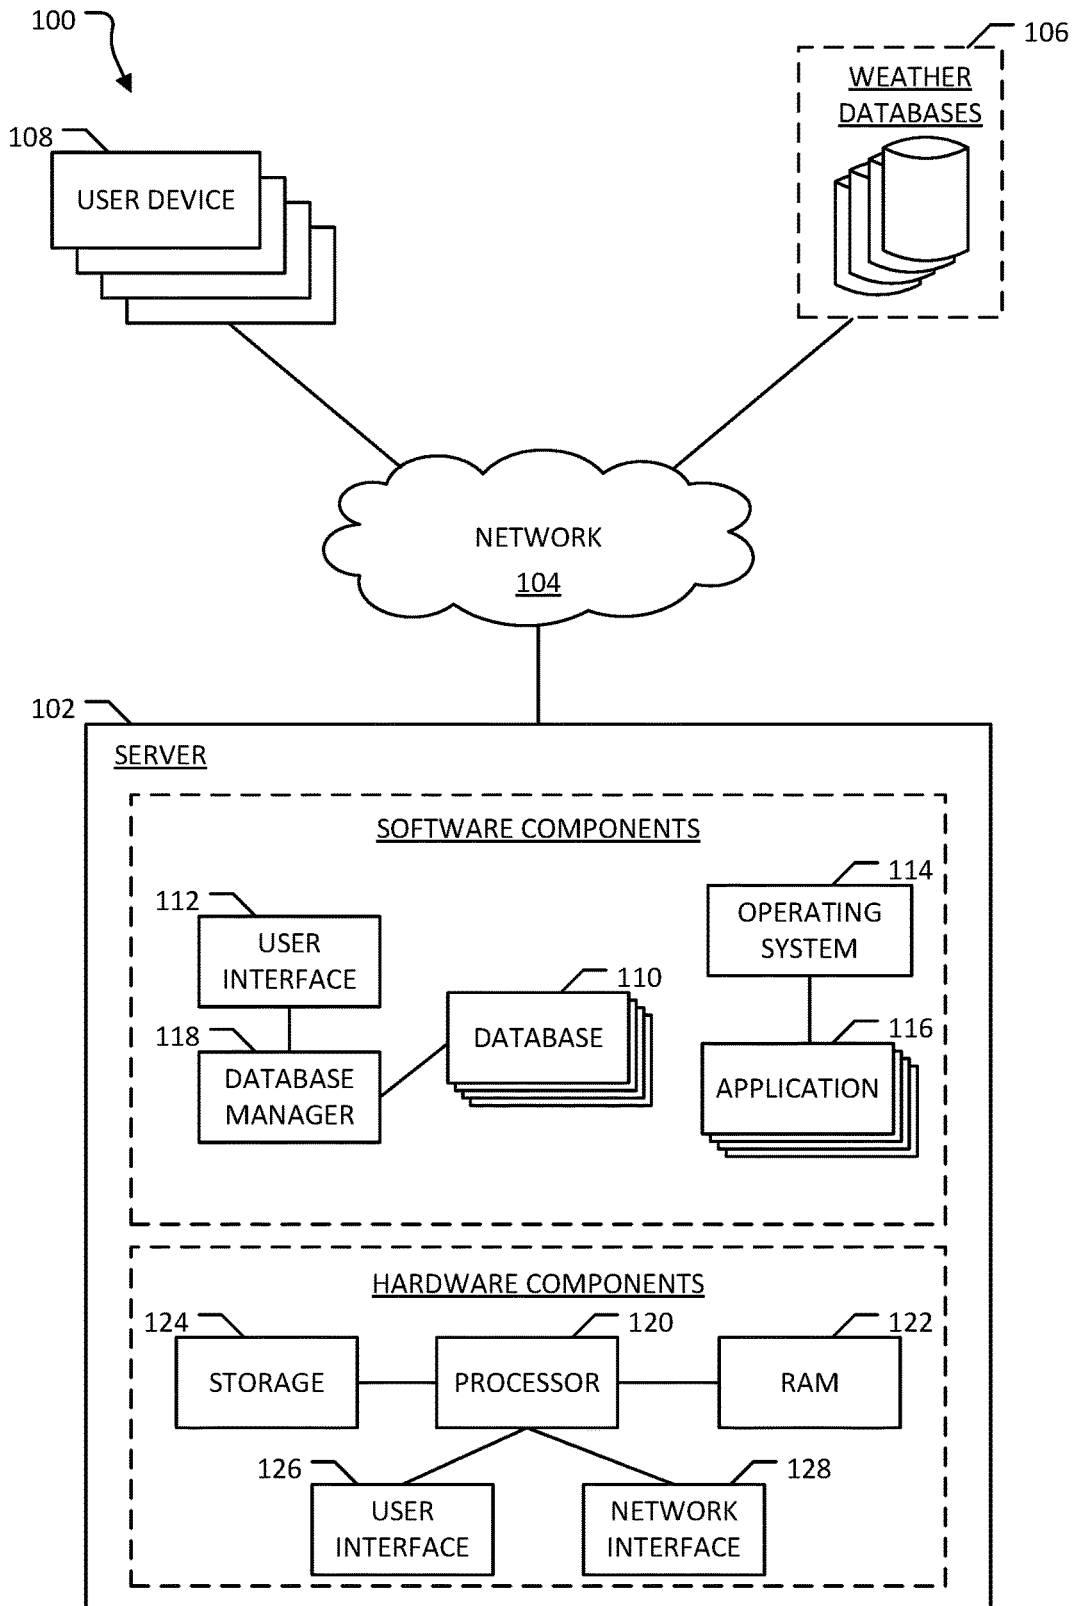 100
106
WEATHER
DATABASES
108
USER DEVICE
NETWORK
104
102
SERVER
SOFTWARE COMPONENTS
112
USER
INTERFACE
114
OPERATING
SYSTEM
110
DATABASE
118
DATABASE
MANAGER
116
APPLICATION
HARDWARE COMPONENTS
124
STORAGE
120
PROCESSOR
122
RAM
126
USER
INTERFACE
128
NETWORK
INTERFACE